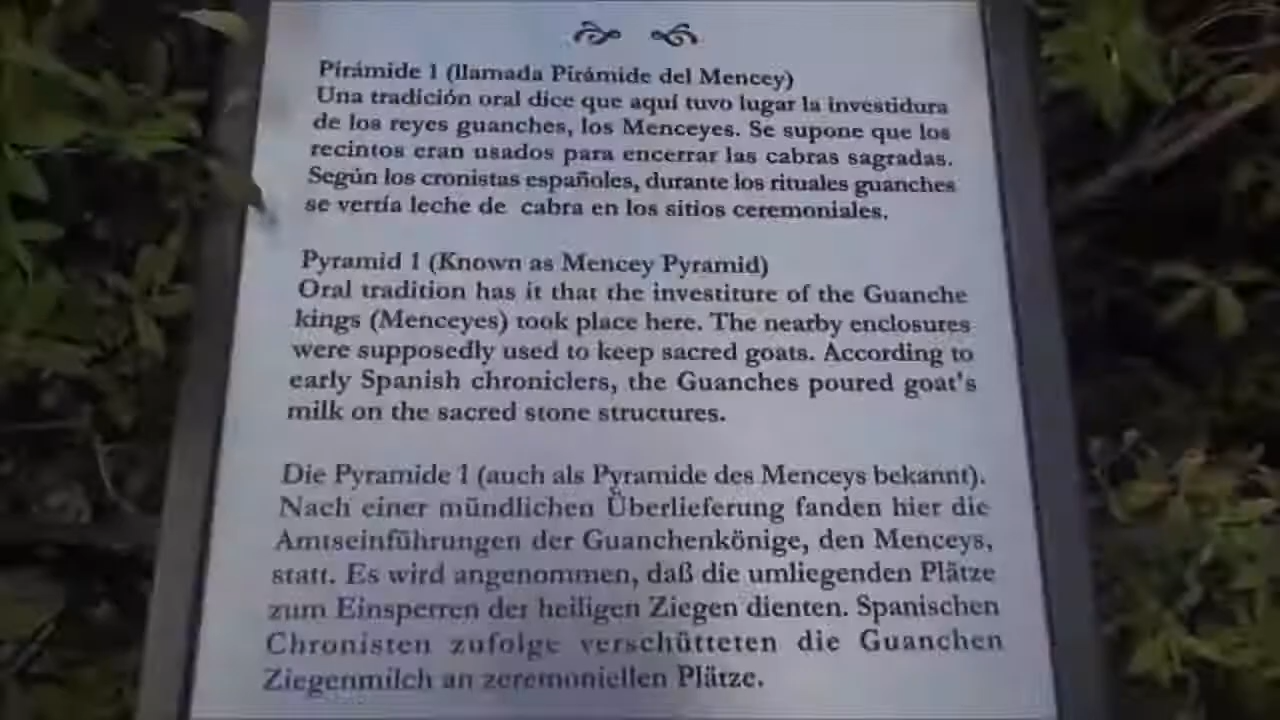 Pirámide 1 (llamada Pirámide del Mencey)
Una tradición oral dice que aquí tuvo lugar la investidura
de los reyes guanches, los Menceyes. Se supone que los
recintos eran usados para encerrar las cabras sagradas.
Según los cronistas españoles, durante los rituales guanches
se vertía leche de cabra en los sitios ceremoniales.
Pyramid 1 (Known as Mencey Pyramid)
Oral tradition has it that the investiture of the Guanche
kings (Menceyes) took place here. The nearby enclosures
were supposedly used to keep sacred goats. According to
early Spanish chroniclers, the Guanches poured goat's
milk on the sacred stone structures.
Die Pyramide 1 (auch als Pyramide des Menceys bekannt).
Nach einer mündlichen Überlieferung fanden hier die
Amtseinführungen der Guanchenkönige, den Menceys,
statt. Es wird angenommen, daß die umliegenden Plätze
zum Einsperren der heiligen Ziegen dienten. Spanischen
Chronisten zufolge verschütteten die Guanchen
Ziegenmilch an zeremoniellen Plätze.